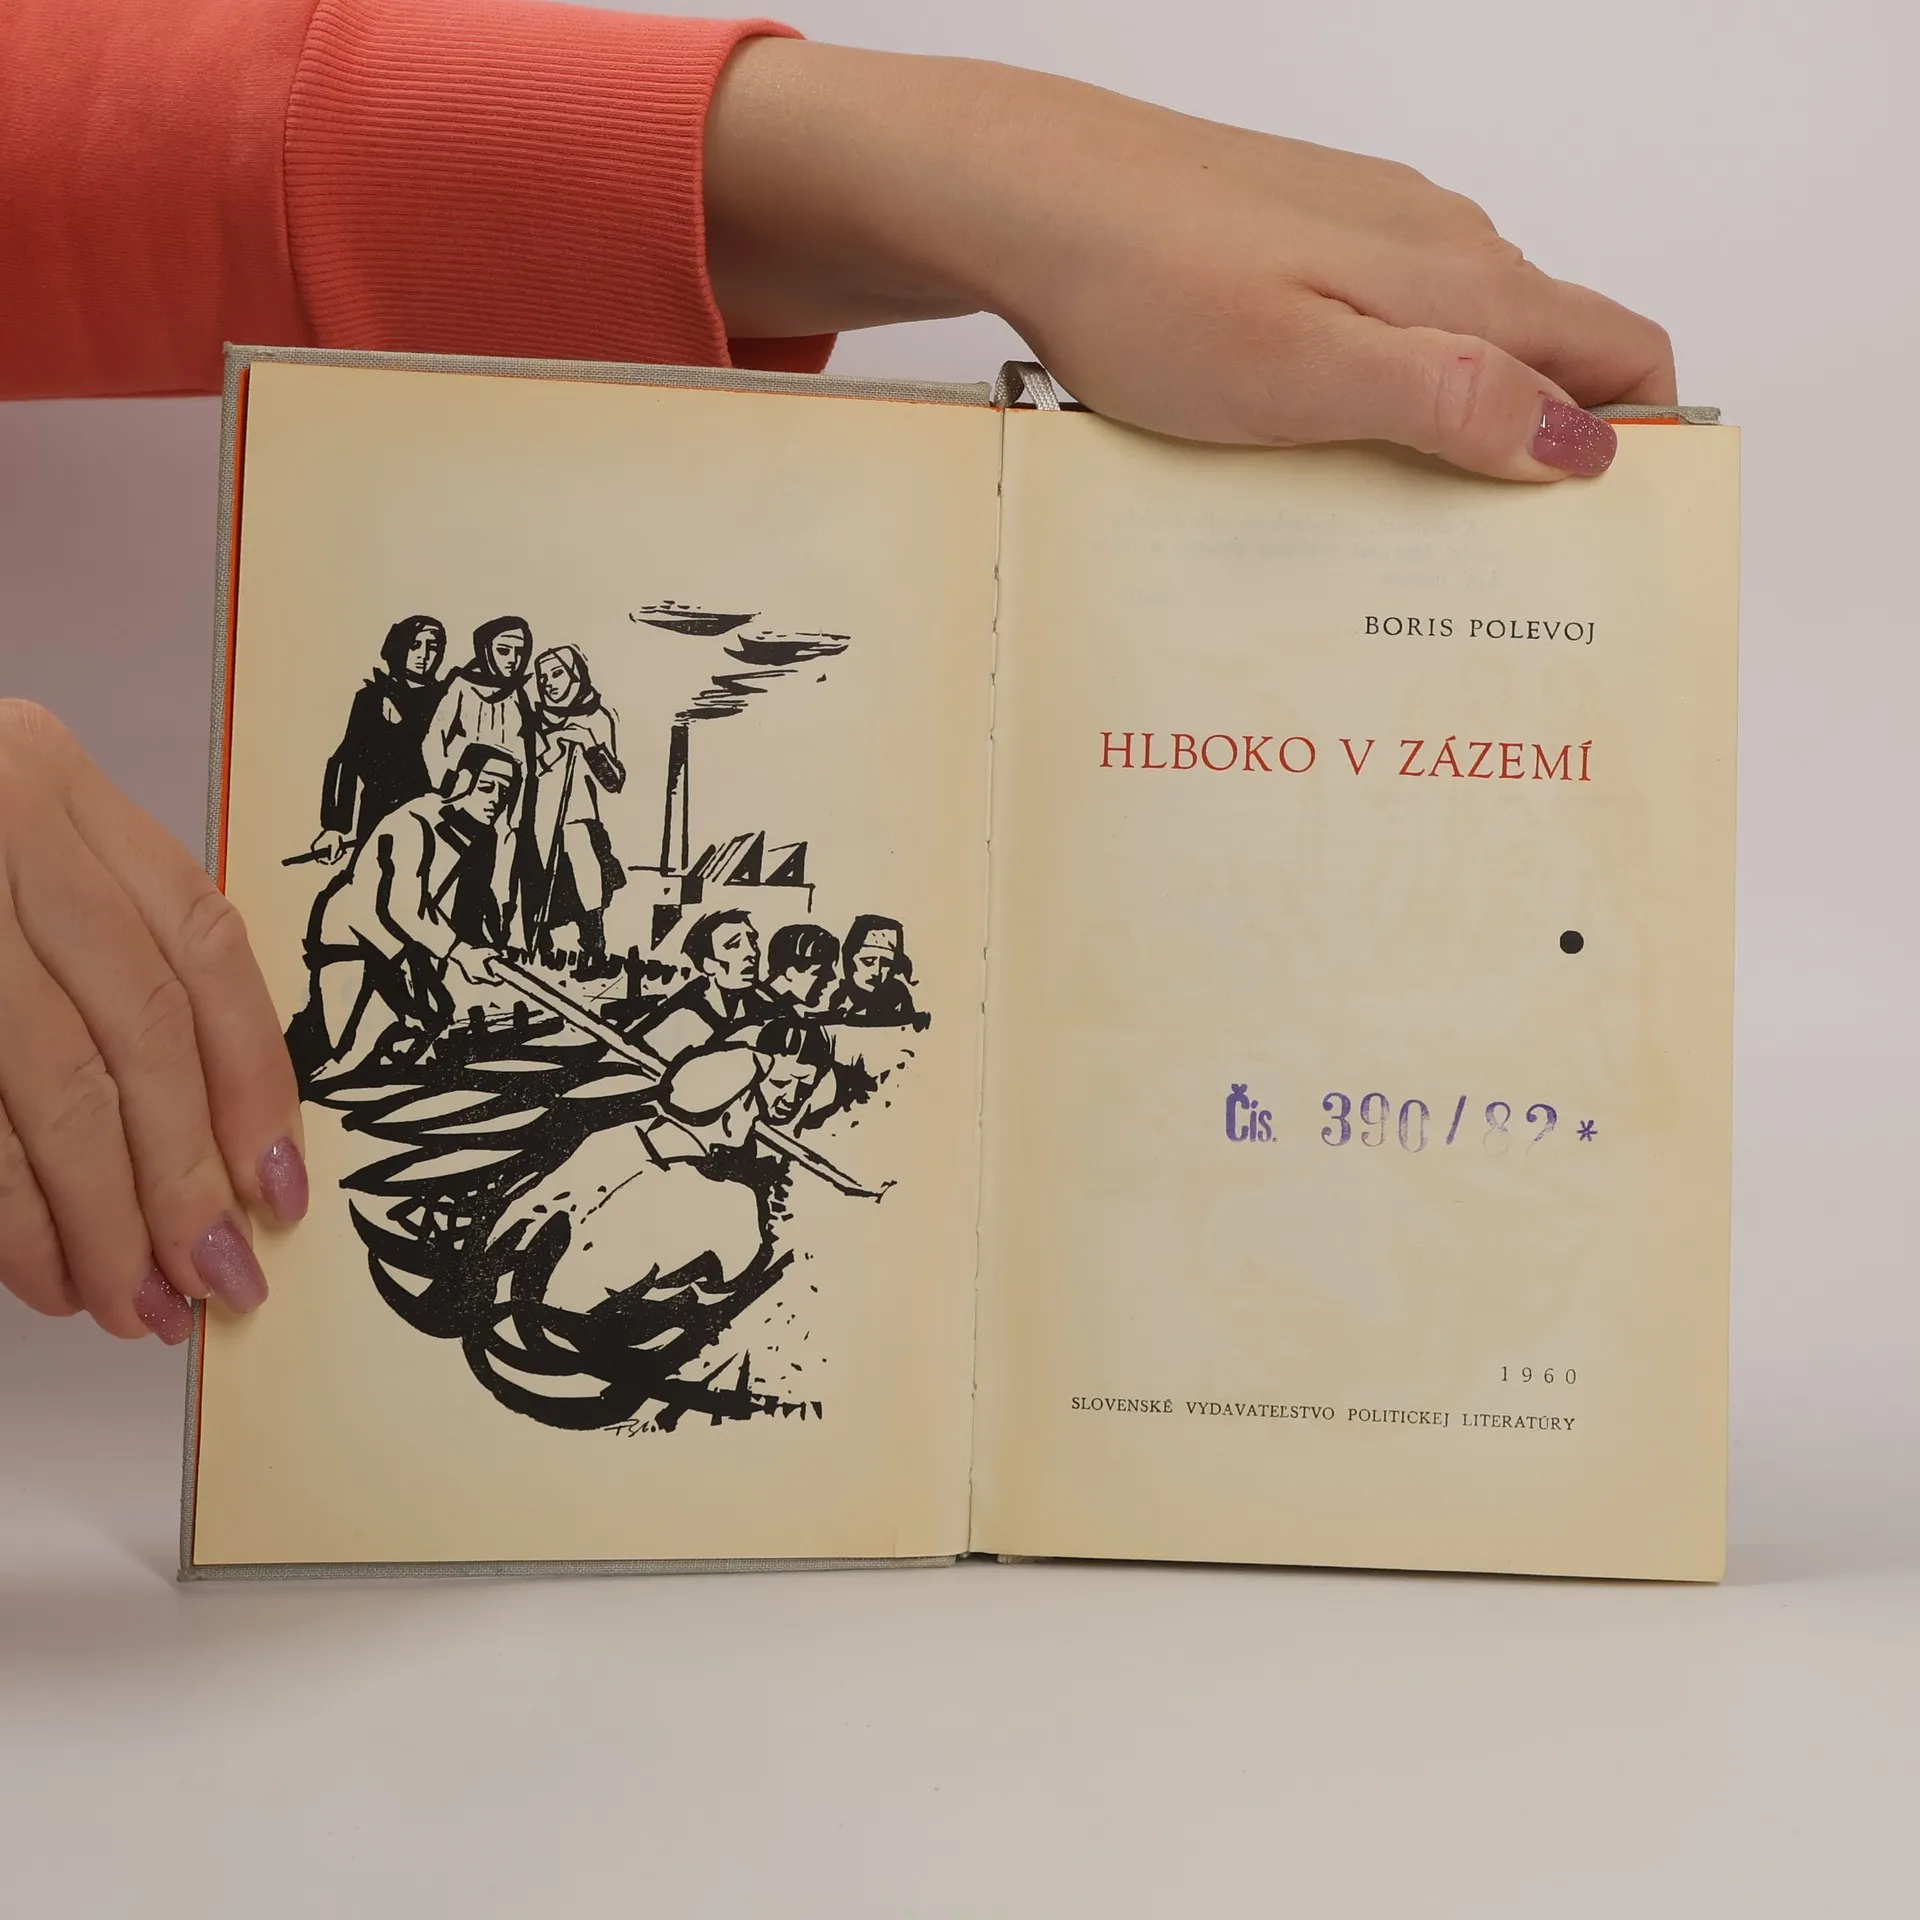 BORIS POLEVOJ
HLBOKO V ZÁZEMÍ
Čís. 390/82*
1960
SLOVENSKÉ VYDAVATEĽSTVO POLITICKEJ LITERATÚRY